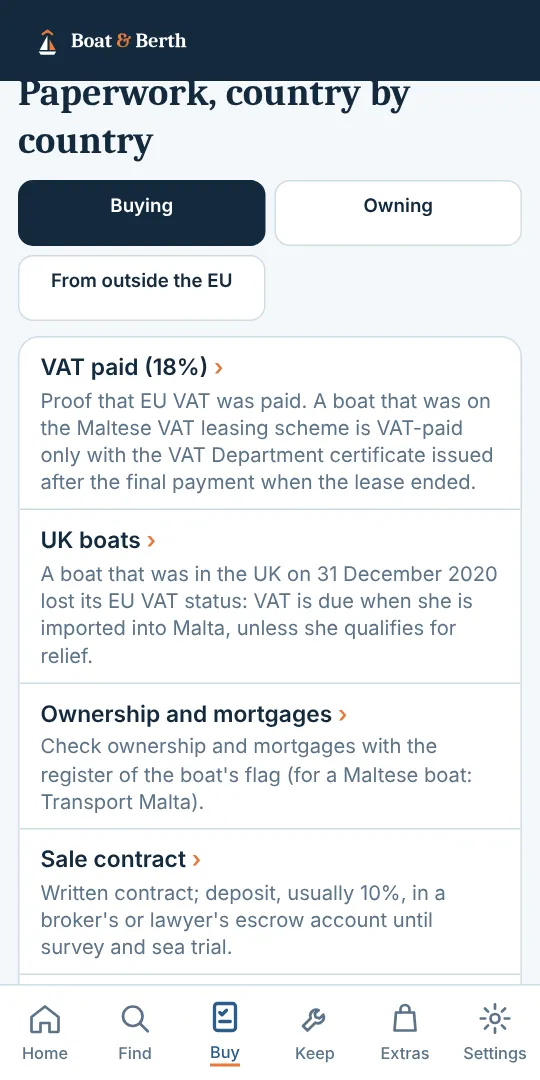 Boat & Berth
Paperwork, country by
country
Buying
Owning
From outside the EU
VAT paid (18%) ›
Proof that EU VAT was paid. A boat that was on
the Maltese VAT leasing scheme is VAT-paid
only with the VAT Department certificate issued
after the final payment when the lease ended.
UK boats ›
A boat that was in the UK on 31 December 2020
lost its EU VAT status: VAT is due when she is
imported into Malta, unless she qualifies for
relief.
Ownership and mortgages ›
Check ownership and mortgages with the
register of the boat's flag (for a Maltese boat:
Transport Malta).
Sale contract ›
Written contract; deposit, usually 10%, in a
broker's or lawyer's escrow account until
survey and sea trial.
Home
Find
Buy
Keep
Extras
Settings